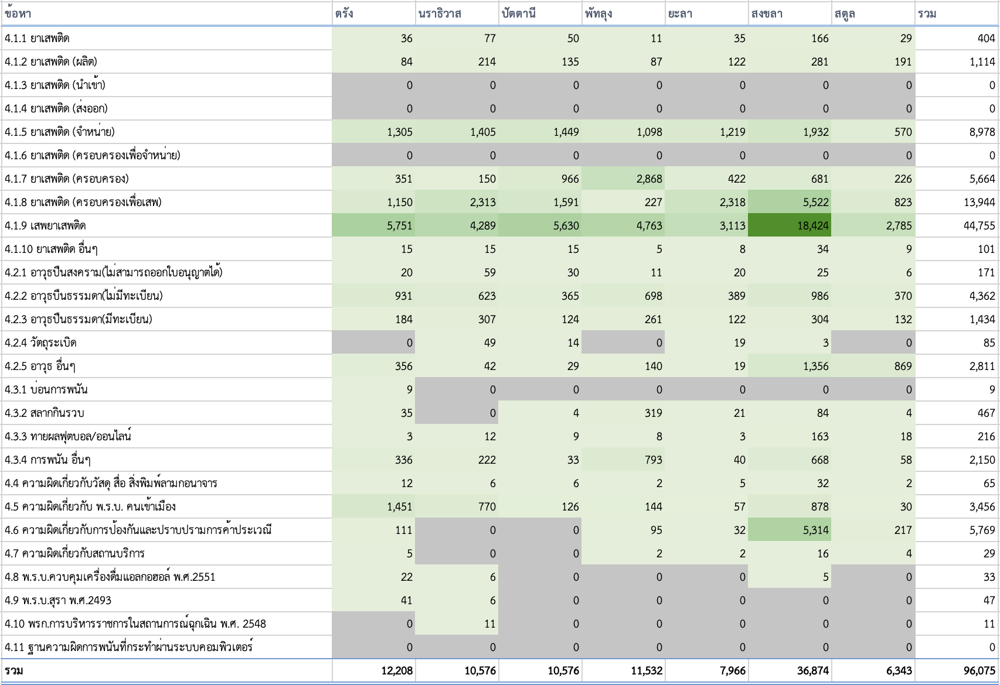 ข้อหา ตรัง นราธิวาส ปัตตานี พัทลุง ยะลา สงขลา สตูล รวม
4.1.1 ยาเสพติด 36 77 50 11 35 166 29 404
4.1.2 ยาเสพติด (ผลิต) 84 214 135 87 122 281 191 1,114
4.1.3 ยาเสพติด (นำเข้า) 0 0 0 0 0 0 0 0
4.1.4 ยาเสพติด (ส่งออก) 0 0 0 0 0 0 0 0
4.1.5 ยาเสพติด (จำหน่าย) 1,305 1,405 1,449 1,098 1,219 1,932 570 8,978
4.1.6 ยาเสพติด (ครอบครองเพื่อจำหน่าย) 0 0 0 0 0 0 0 0
4.1.7 ยาเสพติด (ครอบครอง) 351 150 966 2,868 422 681 226 5,664
4.1.8 ยาเสพติด (ครอบครองเพื่อเสพ) 1,150 2,313 1,591 227 2,318 5,522 823 13,944
4.1.9 เสพยาเสพติด 5,751 4,289 5,630 4,763 3,113 18,424 2,785 44,755
4.1.10 ยาเสพติด อื่นๆ 15 15 15 5 8 34 9 101
4.2.1 อาวุธปืนสงคราม(ไม่สามารถออกใบอนุญาตได้) 20 59 30 11 20 25 6 171
4.2.2 อาวุธปืนธรรมดา(ไม่มีทะเบียน) 931 623 365 698 389 986 370 4,362
4.2.3 อาวุธปืนธรรมดา(มีทะเบียน) 184 307 124 261 122 304 132 1,434
4.2.4 วัตถุระเบิด 0 49 14 0 19 3 0 85
4.2.5 อาวุธ อื่นๆ 356 42 29 140 19 1,356 869 2,811
4.3.1 บ่อนการพนัน 9 0 0 0 0 0 0 9
4.3.2 สลากกินรวบ 35 0 4 319 21 84 4 467
4.3.3 ทายผลฟุตบอล/ออนไลน์ 3 12 9 8 3 163 18 216
4.3.4 การพนัน อื่นๆ 336 222 33 793 40 668 58 2,150
4.4 ความผิดเกี่ยวกับวัสดุ สื่อ สิ่งพิมพ์ลามกอนาจาร 12 6 6 2 5 32 2 65
4.5 ความผิดเกี่ยวกับ พ.ร.บ. คนเข้าเมือง 1,451 770 126 144 57 878 30 3,456
4.6 ความผิดเกี่ยวกับการป้องกันและปราบปรามการค้าประเวณี 111 0 0 95 32 5,314 217 5,769
4.7 ความผิดเกี่ยวกับสถานบริการ 5 0 0 2 2 16 4 29
4.8 พ.ร.บ.ควบคุมเครื่องดื่มแอลกอฮอล์ พ.ศ.2551 22 6 0 0 0 5 0 33
4.9 พ.ร.บ.สุรา พ.ศ.2493 41 6 0 0 0 0 0 47
4.10 พรก.การบริหารราชการในสถานการณ์ฉุกเฉิน พ.ศ. 2548 0 11 0 0 0 0 0 11
4.11 ฐานความผิดการพนันที่กระทำผ่านระบบคอมพิวเตอร์ 0 0 0 0 0 0 0 0
รวม 12,208 10,576 10,576 11,532 7,966 36,874 6,343 96,075